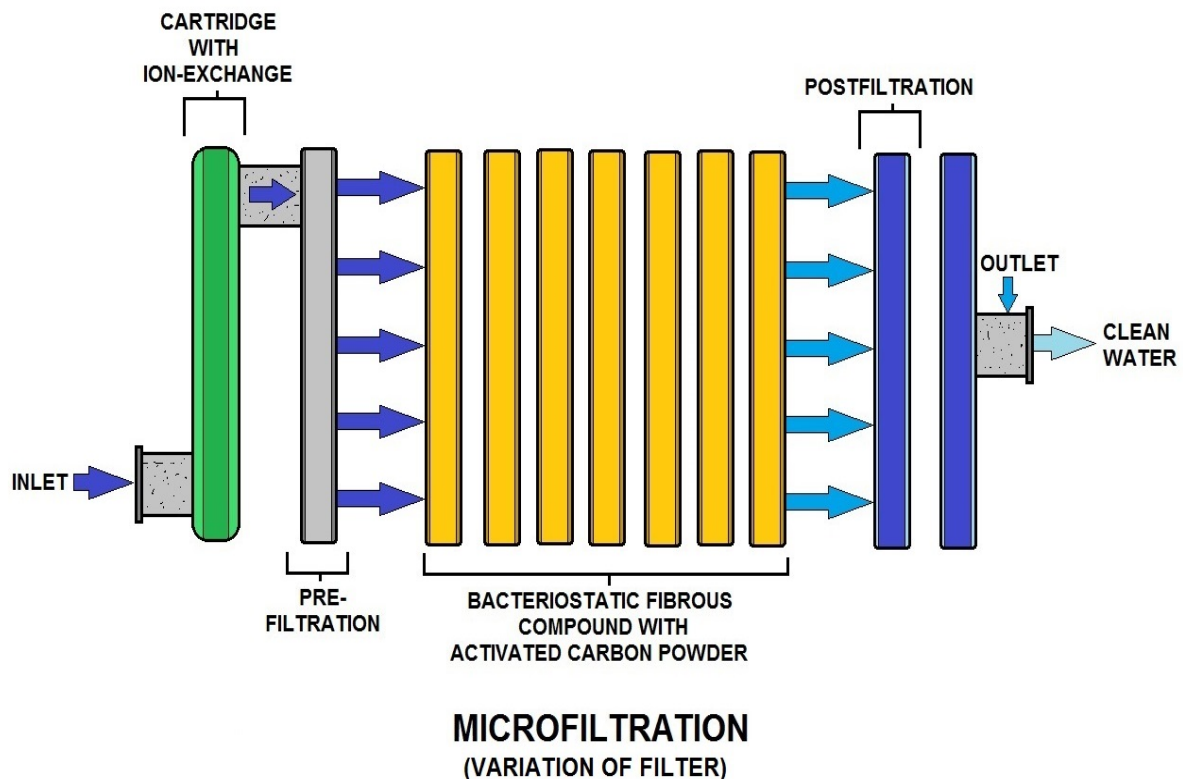 CARTRIDGE
WITH
ION-EXCHANGE
POSTFILTRATION
OUTLET
CLEAN
WATER
INLET
PRE-
FILTRATION
BACTERIOSTATIC FIBROUS
COMPOUND WITH
ACTIVATED CARBON POWDER
MICROFILTRATION
(VARIATION OF FILTER)